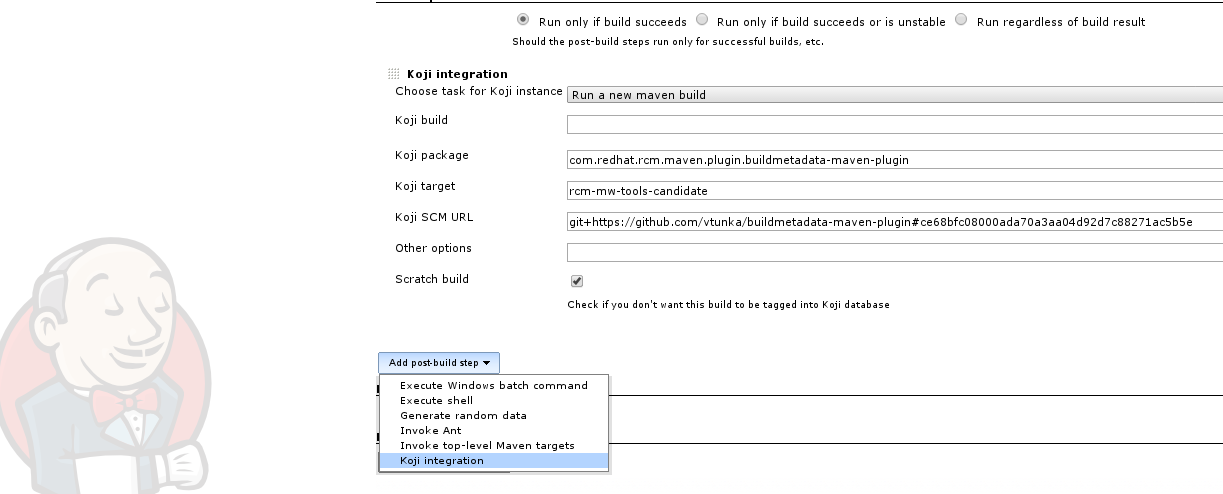 Run only if build succeeds Run only if build succeeds or is unstable Run regardless of build result
Should the post-build steps run only for successful builds, etc.
Koji integration
Choose task for Koji instance Run a new maven build
Koji build
Koji package com.redhat.rcm.maven.plugin.buildmetadata-maven-plugin
Koji target rcm-mw-tools-candidate
Koji SCM URL git+https://github.com/vtunka/buildmetadata-maven-plugin#ce68bfc08000ada70a3aa04d92d7c88271ac5b5e
Other options
Scratch build
Check if you don't want this build to be tagged into Koji database
Add post-build step
Execute Windows batch command
Execute shell
Generate random data
Invoke Ant
Invoke top-level Maven targets
Koji integration